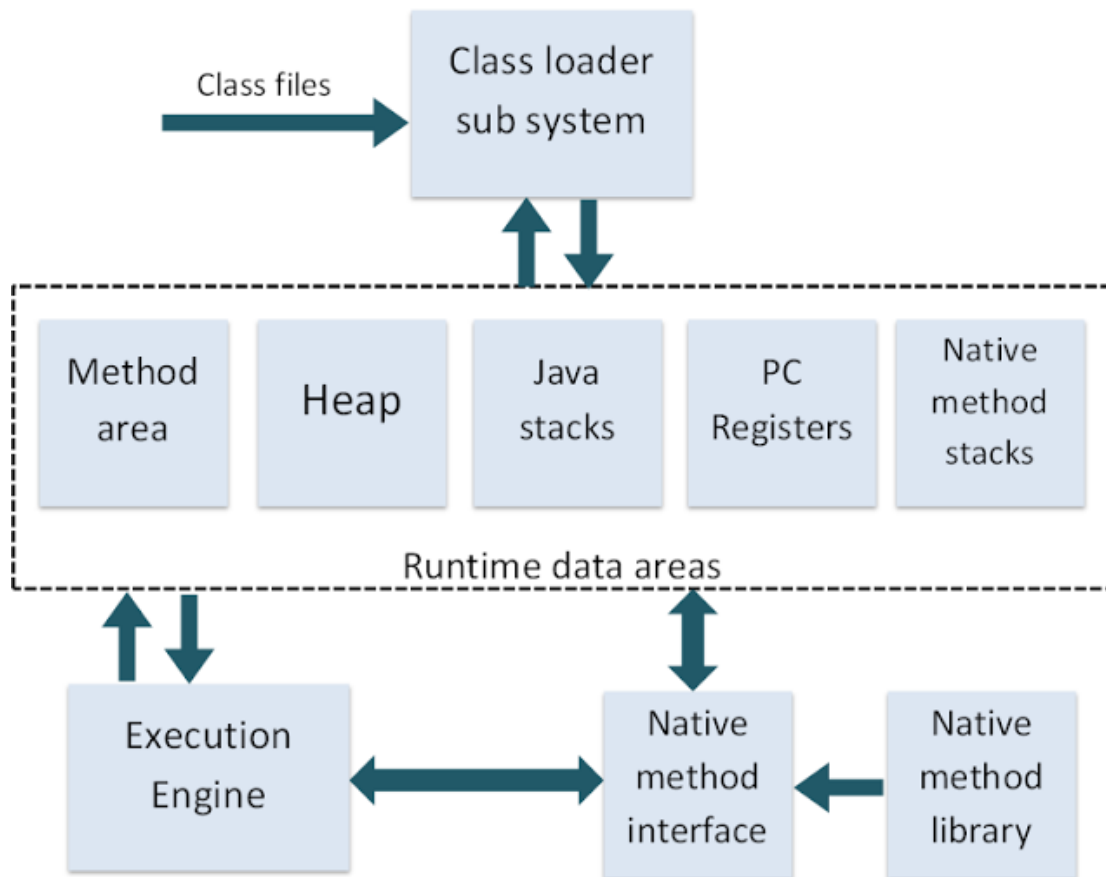 Class loader
sub system
Class files
Method
area
Heap
Java
stacks
PC
Registers
Native
method
stacks
Runtime data areas
Execution
Engine
Native
method
interface
Native
method
library